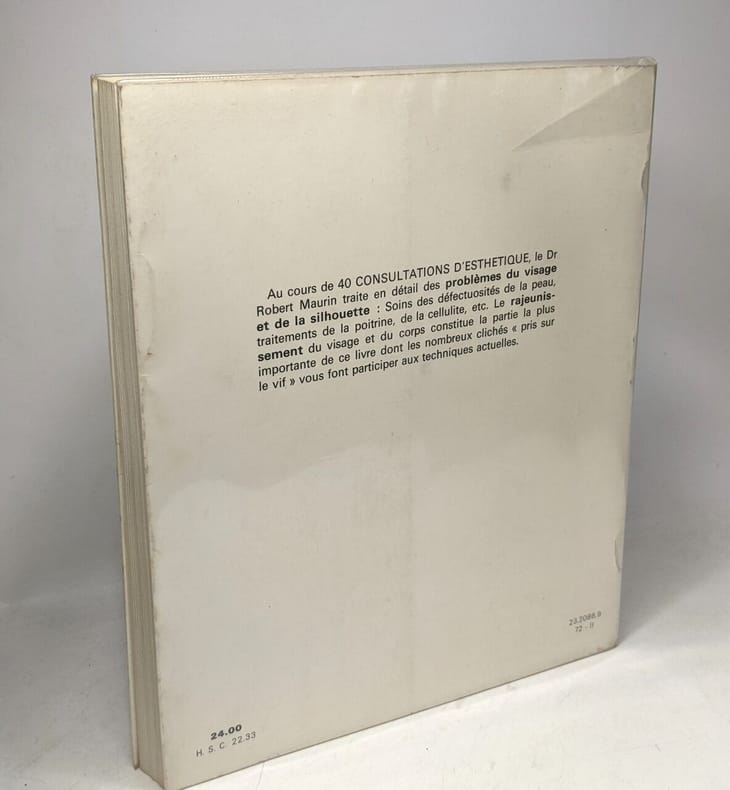 Au cours de 40 CONSULTATIONS D'ESTHETIQUE, le Dr
Robert Maurin traite en détail des problèmes du visage
et de la silhouette : Soins des défectuosités de la peau,
traitements de la poitrine, de la cellulite, etc. Le rajeunis-
sement du visage et du corps constitue la partie la plus
importante de ce livre dont les nombreux clichés « pris sur
le vif » vous font participer aux techniques actuelles.
23.2086.9
72 - II
24.00
H. S. C. 22.33